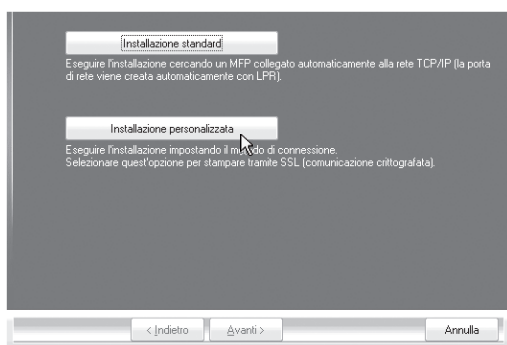 Installazione standard
Eseguire l'installazione cercando un MFP collegato automaticamente alla rete TCP/IP (la porta
di rete viene creata automaticamente con LPR).
Installazione personalizzata
Eseguire l'installazione impostando il metodo di connessione.
Selezionare quest'opzione per stampare tramite SSL (comunicazione crittografata).
< Indietro
Avanti >
Annulla